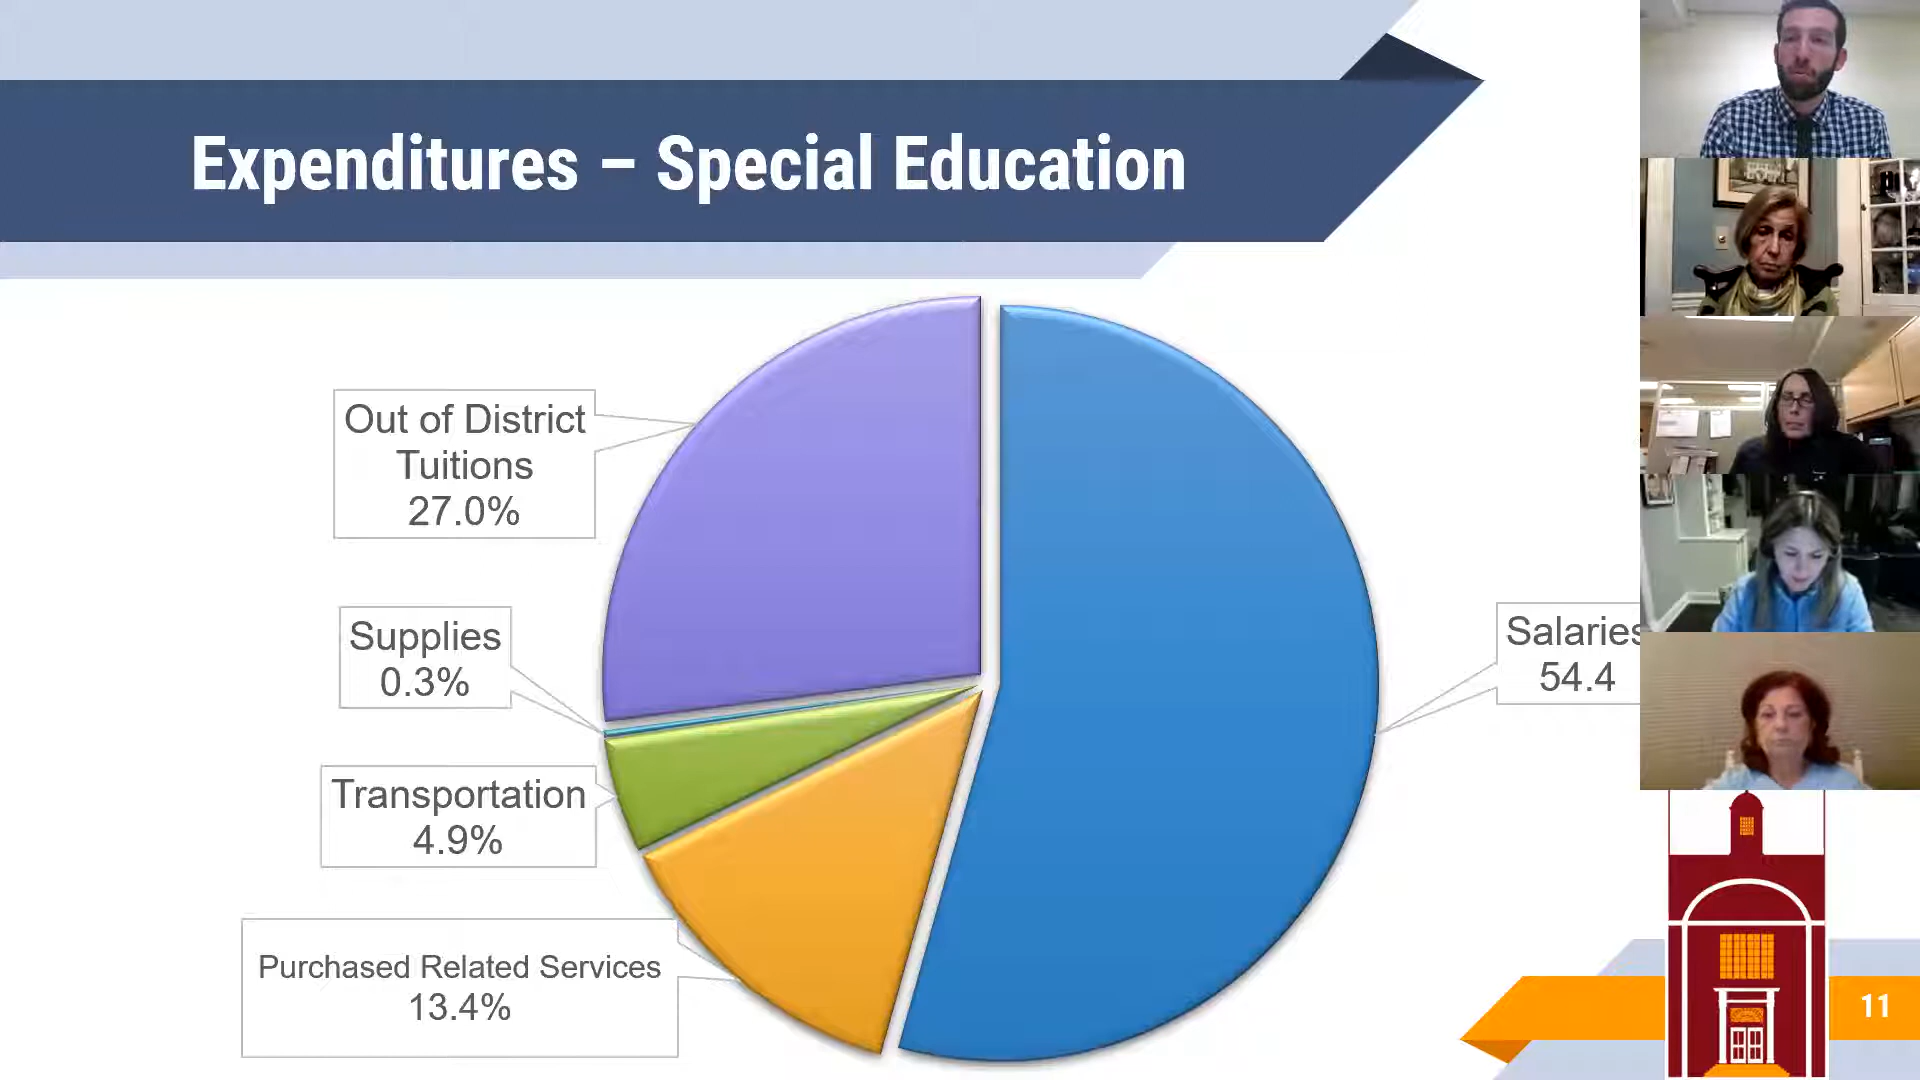 Expenditures – Special Education
Out of District
Tuitions
27.0%
Supplies
0.3%
Transportation
4.9%
Purchased Related Services
13.4%
Salaries
54.4
11